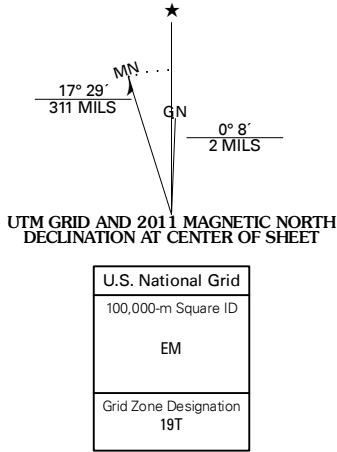 ★
MN
17° 29´
311 MILS
GN
0° 8´
2 MILS
UTM GRID AND 2011 MAGNETIC NORTH
DECLINATION AT CENTER OF SHEET
U.S. National Grid
100,000-m Square ID
EM
Grid Zone Designation
19T